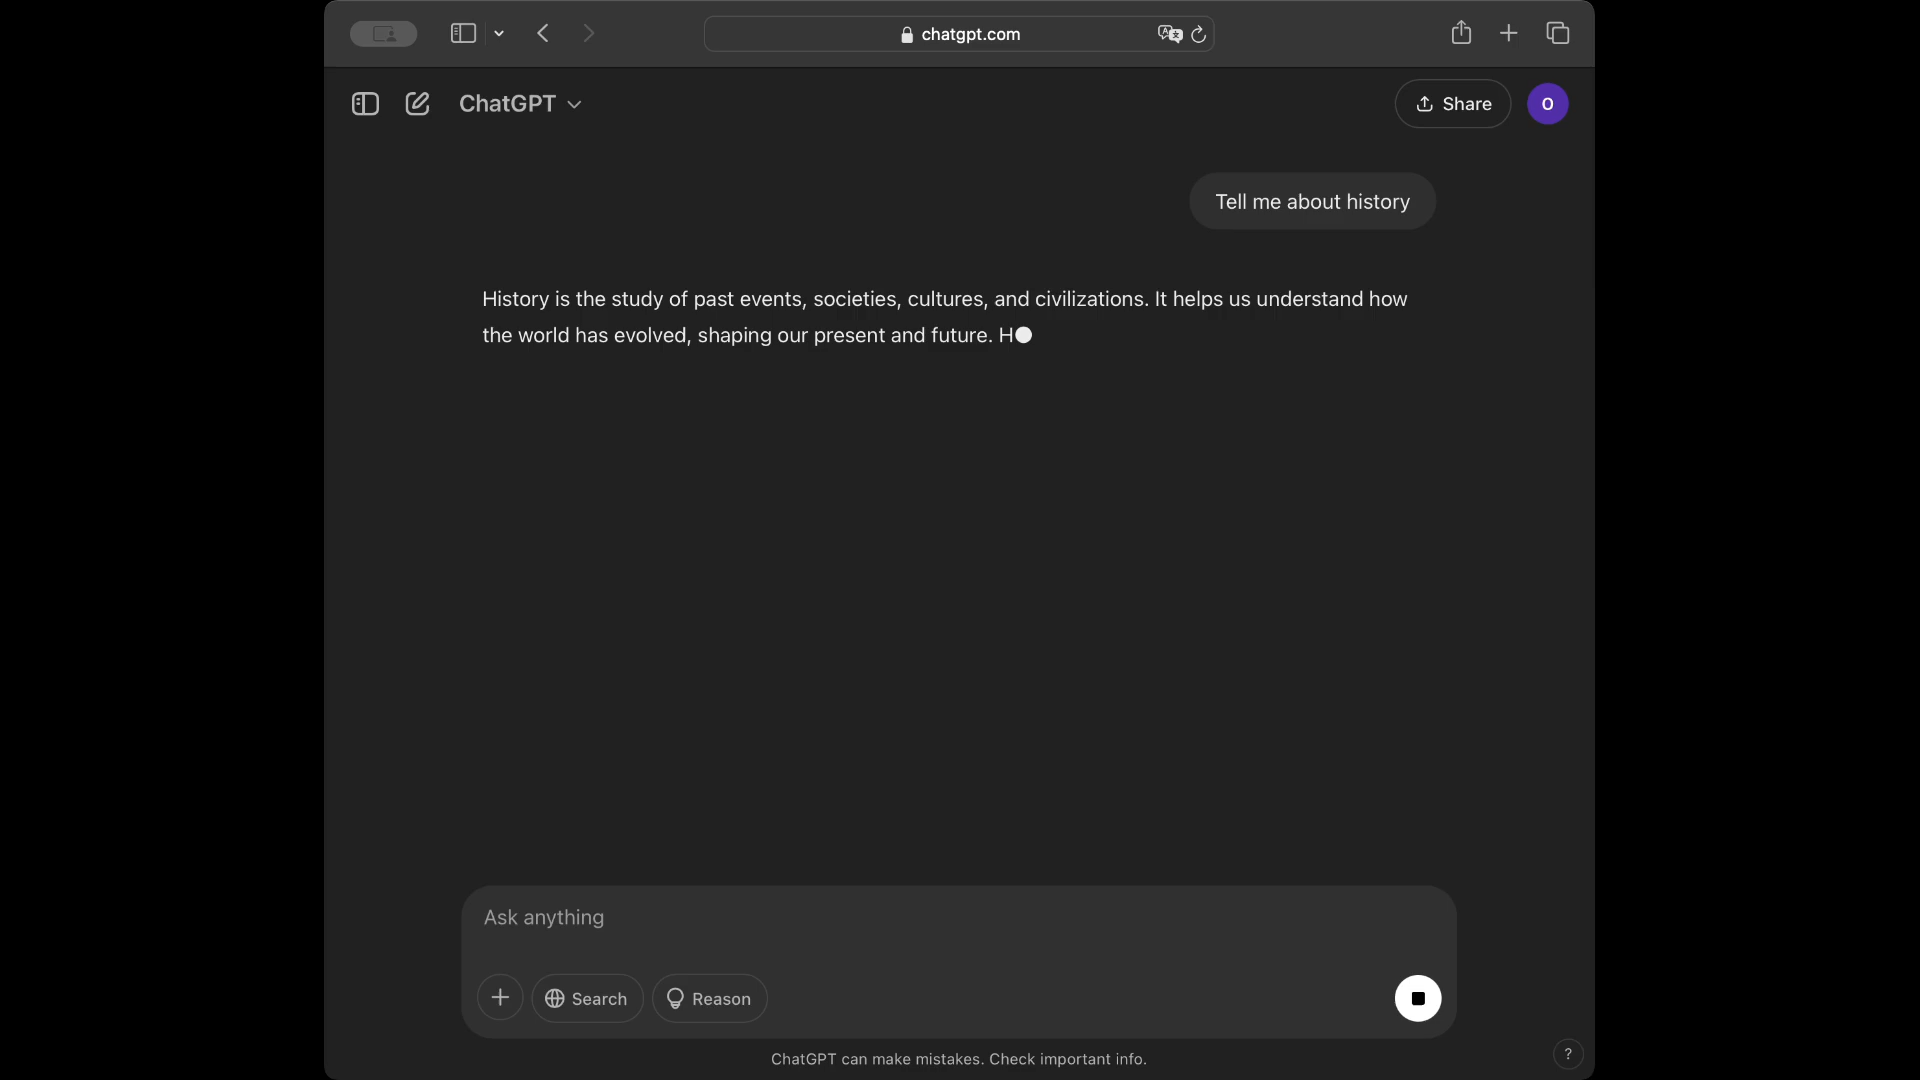 chatgpt.com
ChatGPT
Share
O
Tell me about history
History is the study of past events, societies, cultures, and civilizations. It helps us understand how
the world has evolved, shaping our present and future. H
Ask anything
Search
Reason
ChatGPT can make mistakes. Check important info.
?